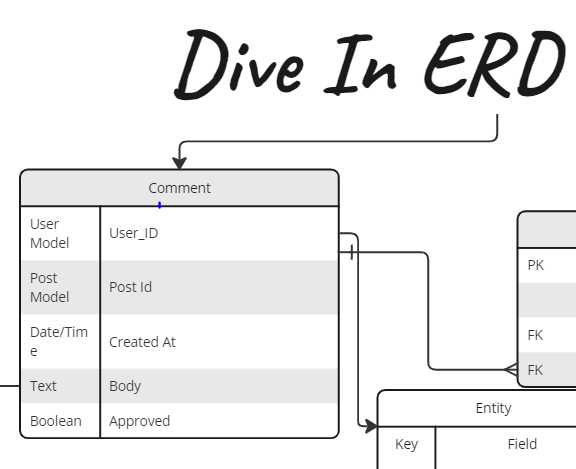 Dive In ERD
Comment
User
Model
User_ID
Post
Model
Post Id
Date/Tim
e
Created At
Text
Body
Boolean
Approved
PK
FK
FK
Entity
Key
Field